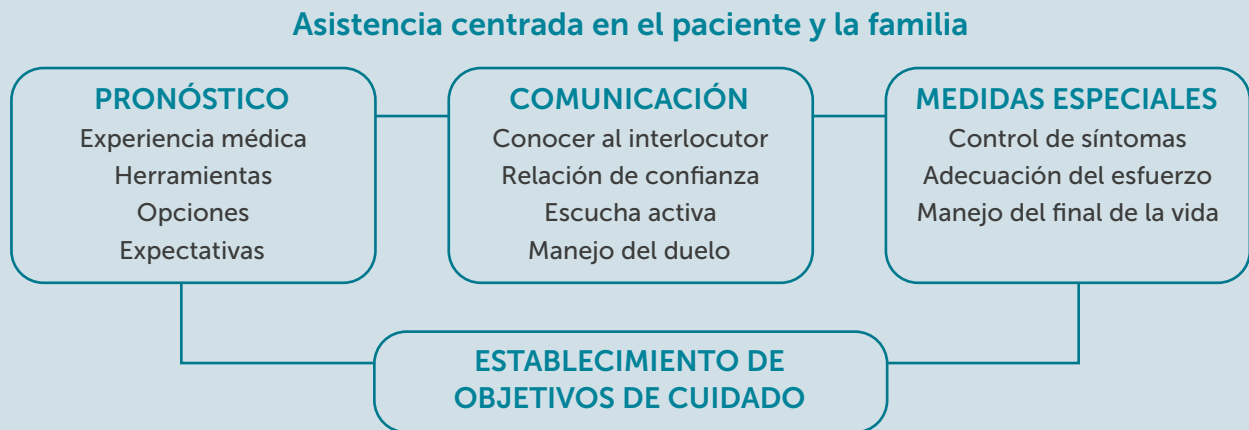 Asistencia centrada en el paciente y la familia
PRONÓSTICO
Experiencia médica
Herramientas
Opciones
Expectativas
COMUNICACIÓN
Conocer al interlocutor
Relación de confianza
Escucha activa
Manejo del duelo
MEDIDAS ESPECIALES
Control de síntomas
Adecuación del esfuerzo
Manejo del final de la vida
ESTABLECIMIENTO DE
OBJETIVOS DE CUIDADO